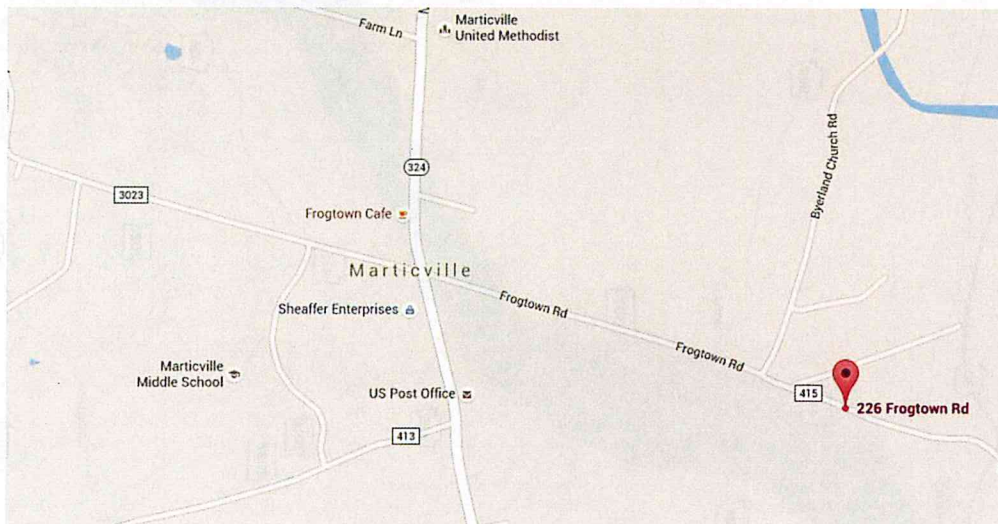 Farm Ln
Marticville
United Methodist
324
3023
Byerland Church Rd
Frogtown Cafe
Marticville
Frogtown Rd
Sheaffer Enterprises
Frogtown Rd
Marticville
Middle School
US Post Office
415
226 Frogtown Rd
413